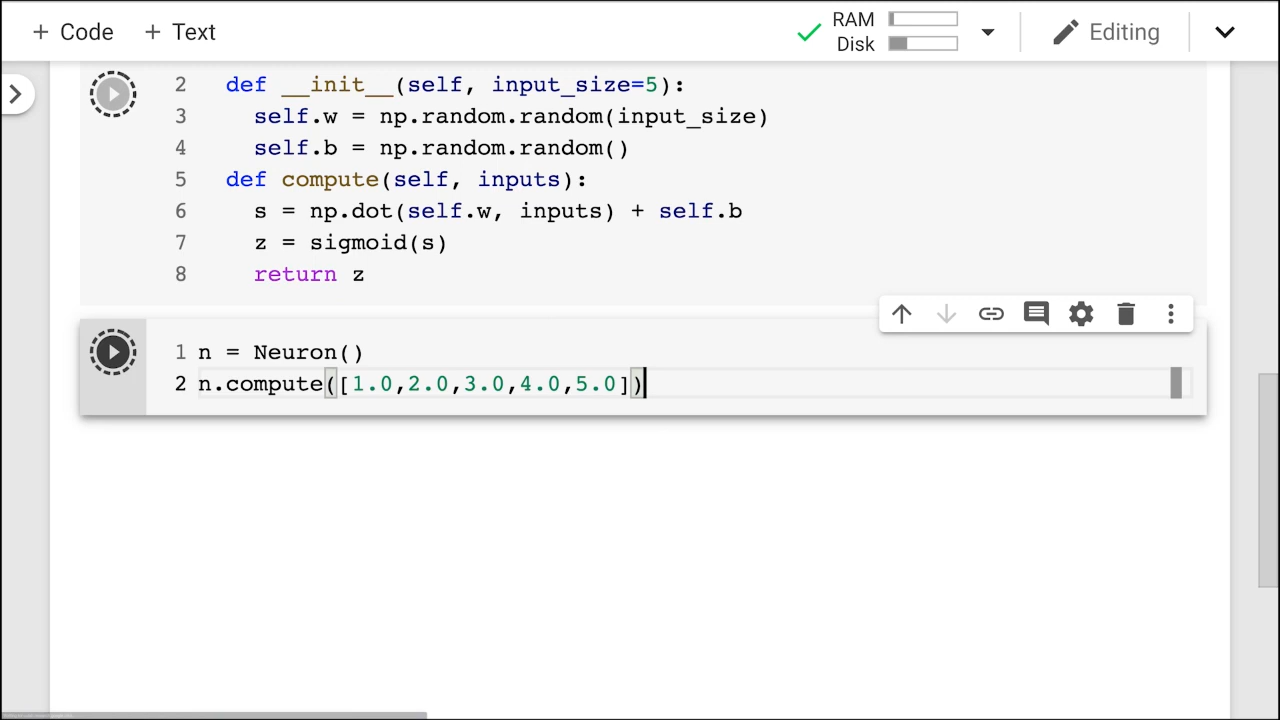 + Code + Text RAM Editing
Disk
2 def __init__(self, input_size=5):
3 self.w = np.random.random(input_size)
4 self.b = np.random.random()
5 def compute(self, inputs):
6 s = np.dot(self.w, inputs) + self.b
7 z = sigmoid(s)
8 return z
1 n = Neuron()
2 n.compute([1.0,2.0,3.0,4.0,5.0])